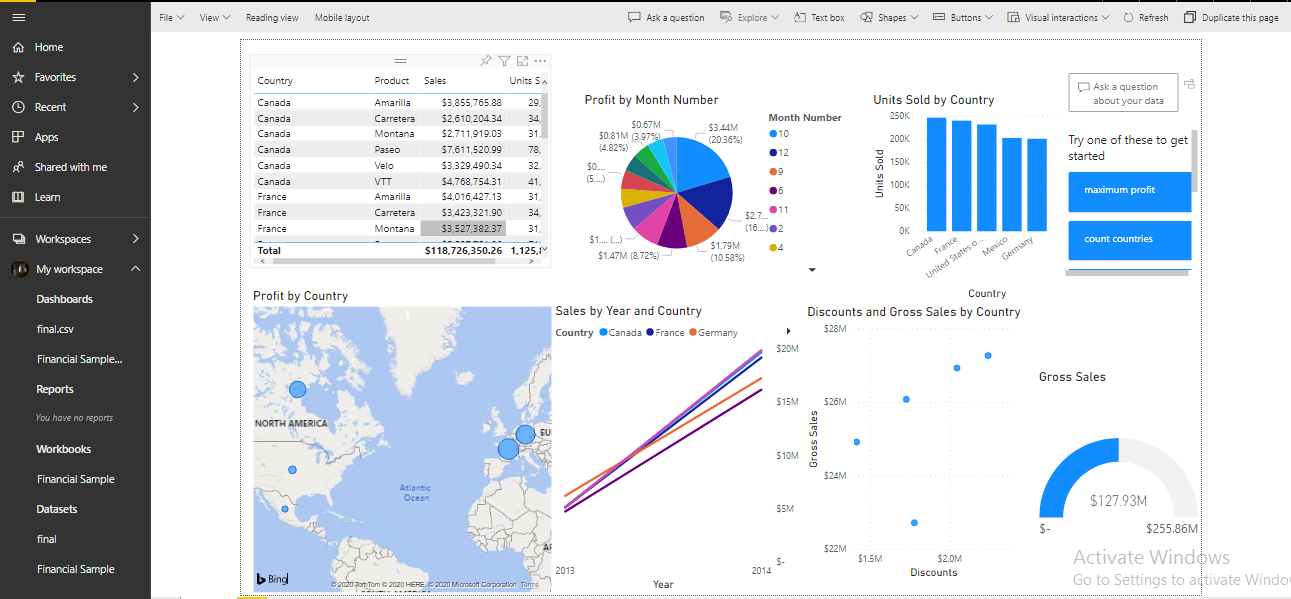 File View Reading view Mobile layout Ask a question Explore Text box Shapes Buttons Visual interactions Refresh Duplicate this page
Home
Favorites
Recent
Apps
Shared with me
Learn
Workspaces
My workspace
Dashboards
final.csv
Financial Sample...
Reports
You have no reports
Workbooks
Financial Sample
Datasets
final
Financial Sample
Country Product Sales Units S
Canada Amarilla $3,855,765.88 29,
Canada Carretera $2,610,204.34 34,
Canada Montana $2,711,919.03 31,
Canada Paseo $7,611,520.99 78,
Canada Velo $3,329,490.34 32,
Canada VTT $4,768,754.31 41,
France Amarilla $4,016,427.13 31,
France Carretera $3,423,321.90 34,
France Montana $3,527,382.37 31,
Total $118,726,350.26 1,125,
Profit by Month Number
$3.44M
(20.36%)
$2.7...
(16....)
$1.79M
(10.58%)
$1.47M (8.72%)
$1.... (...)
$0....
(5....)
$0.81M
(4.82%)
$0.67M
(3.97%)
Month Number
10
12
9
6
11
2
4
Units Sold by Country
Units Sold
250K
200K
150K
100K
50K
0K
Canada
France
United States o...
Mexico
Germany
Country
Ask a question
about your data
Try one of these to get
started
maximum profit
count countries
Profit by Country
NORTH AMERICA
EU
Atlantic
Ocean
AF
Bing
© 2020 TomTom © 2020 HERE, © 2020 Microsoft Corporation Terms
Sales by Year and Country
Country Canada France Germany
$20M
$15M
$10M
$5M
$-
2013 2014
Year
Discounts and Gross Sales by Country
Gross Sales
$28M
$26M
$24M
$22M
$1.5M $2.0M
Discounts
Gross Sales
$127.93M
$- $255.86M
Activate Windows
Go to Settings to activate Windo